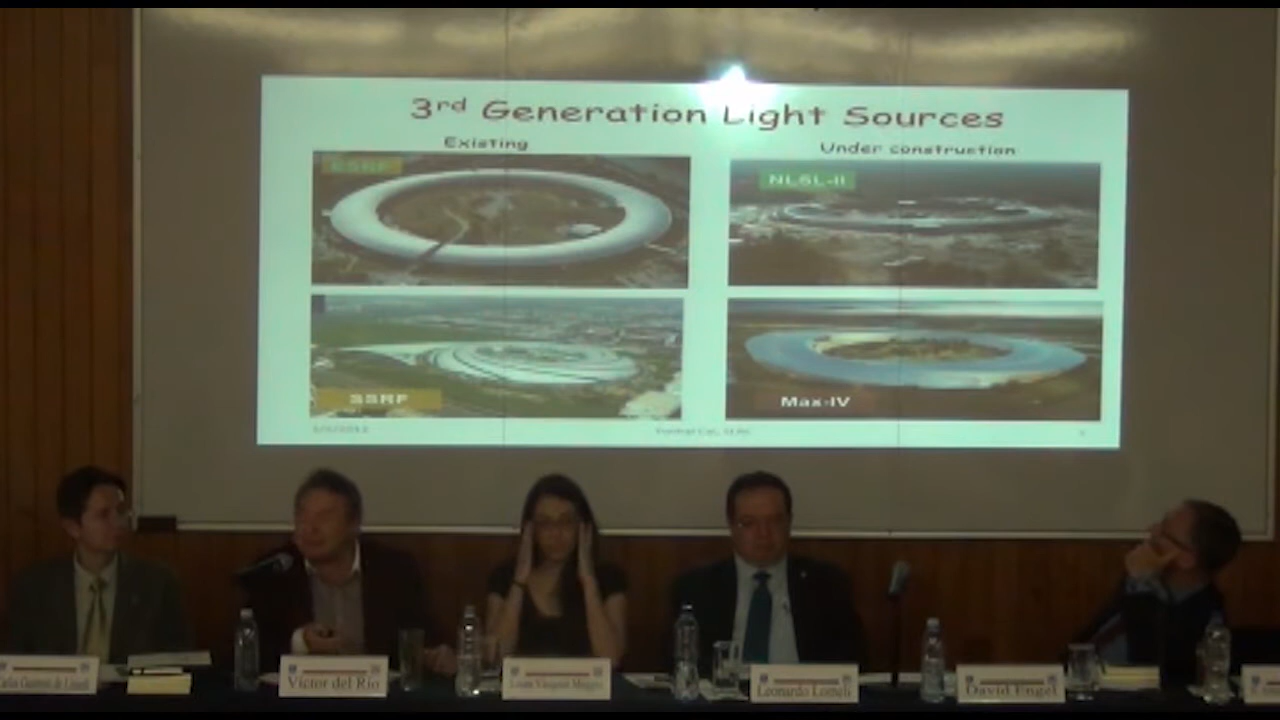 3rd Generation Light Sources
Existing
Under construction
ESRF
NLSL-II
SSRF
Max-IV
Víctor del Río
Leonardo Lomelí
David Engel